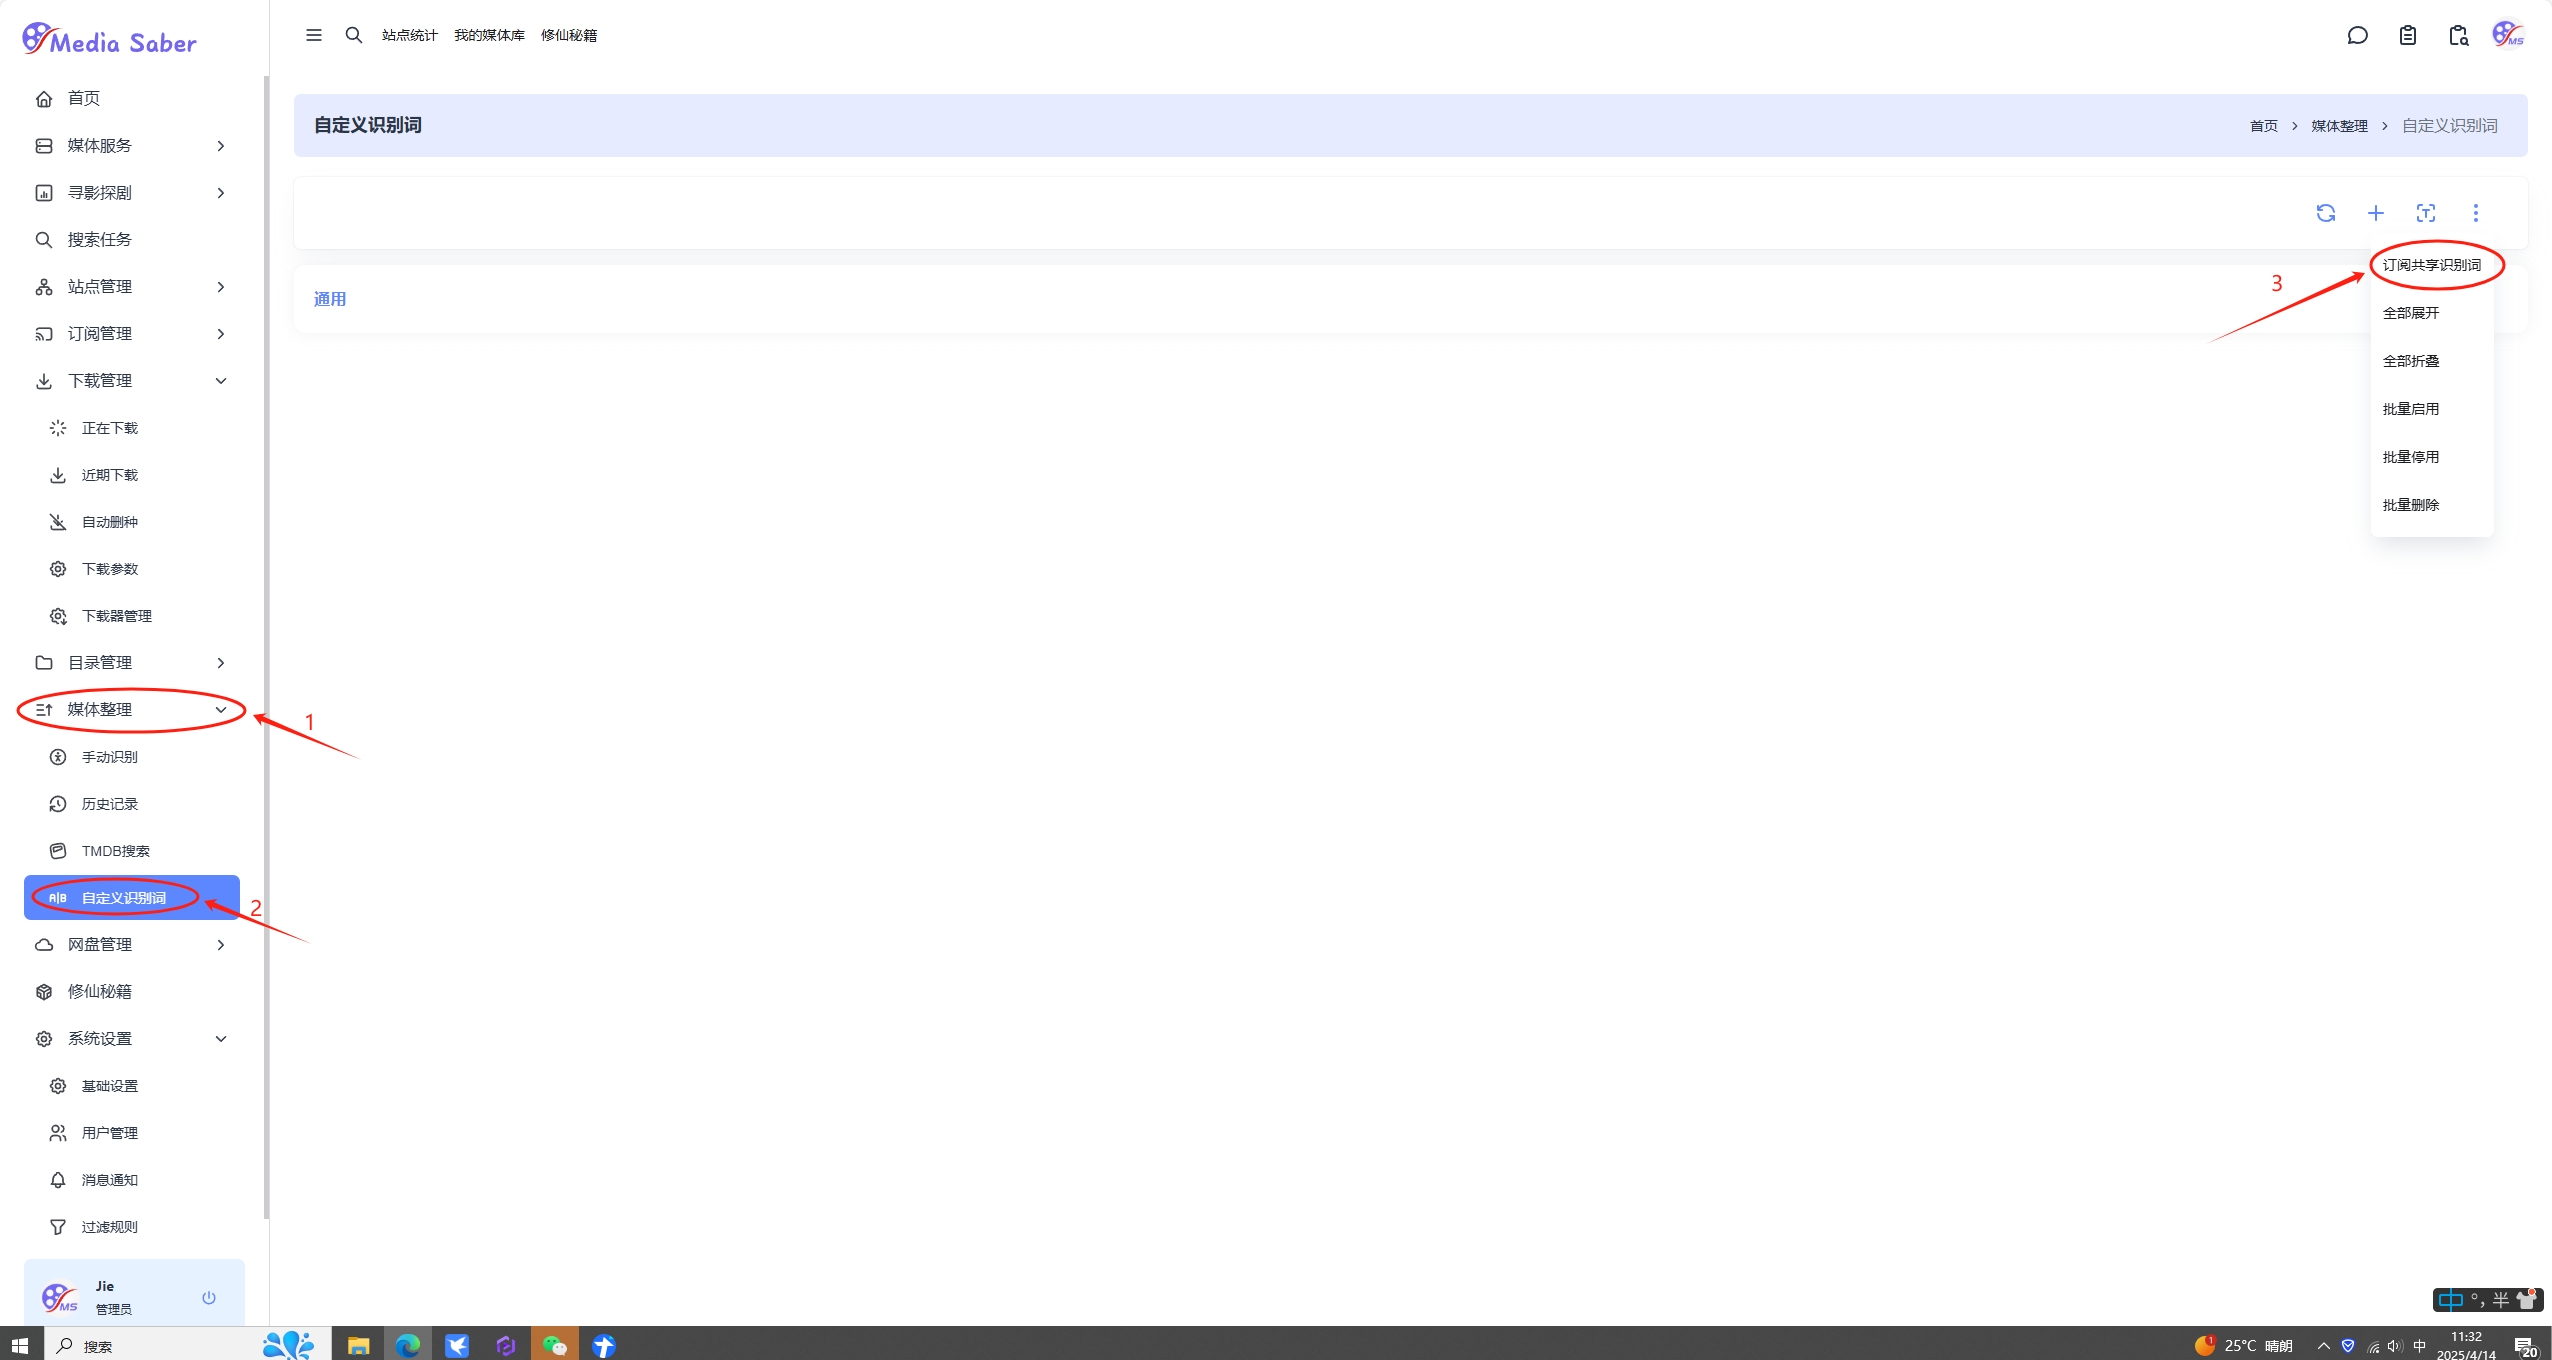 Media Saber
站点统计 我的媒体库 修仙秘籍
首页
媒体服务
寻影探剧
搜索任务
站点管理
订阅管理
下载管理
正在下载
近期下载
自动删种
下载参数
下载器管理
目录管理
媒体整理
1
手动识别
历史记录
TMDB搜索
A|B 自定义识别词
2
网盘管理
修仙秘籍
系统设置
基础设置
用户管理
消息通知
过滤规则
MS
Jie
管理员
MS
自定义识别词
首页 > 媒体整理 > 自定义识别词
通用
3
订阅共享识别词
全部展开
全部折叠
批量启用
批量停用
批量删除
中 °, 半
搜索
1
25°C 晴朗
中
11:32
2025/4/14
20